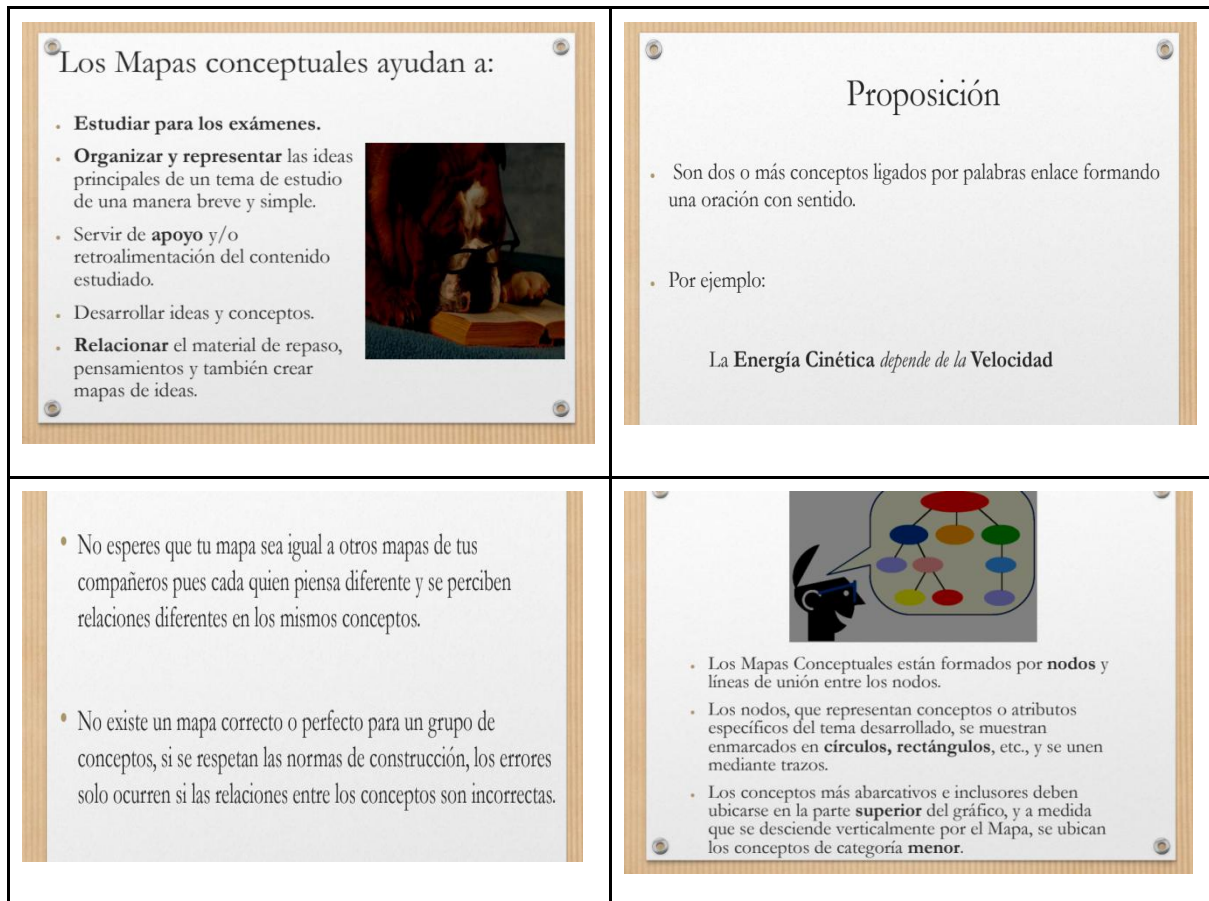 Los Mapas conceptuales ayudan a:
• Estudiar para los exámenes.
• Organizar y representar las ideas
principales de un tema de estudio
de una manera breve y simple.
• Servir de apoyo y/o
retroalimentación del contenido
estudiado.
• Desarrollar ideas y conceptos.
• Relacionar el material de repaso,
pensamientos y también crear
mapas de ideas.
Proposición
• Son dos o más conceptos ligados por palabras enlace formando
una oración con sentido.
• Por ejemplo:
La Energía Cinética depende de la Velocidad
• No esperes que tu mapa sea igual a otros mapas de tus
compañeros pues cada quien piensa diferente y se perciben
relaciones diferentes en los mismos conceptos.
• No existe un mapa correcto o perfecto para un grupo de
conceptos, si se respetan las normas de construcción, los errores
solo ocurren si las relaciones entre los conceptos son incorrectas.
• Los Mapas Conceptuales están formados por nodos y
líneas de unión entre los nodos.
• Los nodos, que representan conceptos o atributos
específicos del tema desarrollado, se muestran
enmarcados en círculos, rectángulos, etc., y se unen
mediante trazos.
• Los conceptos más abarcativos e inclusores deben
ubicarse en la parte superior del gráfico, y a medida
que se desciende verticalmente por el Mapa, se ubican
los conceptos de categoría menor.